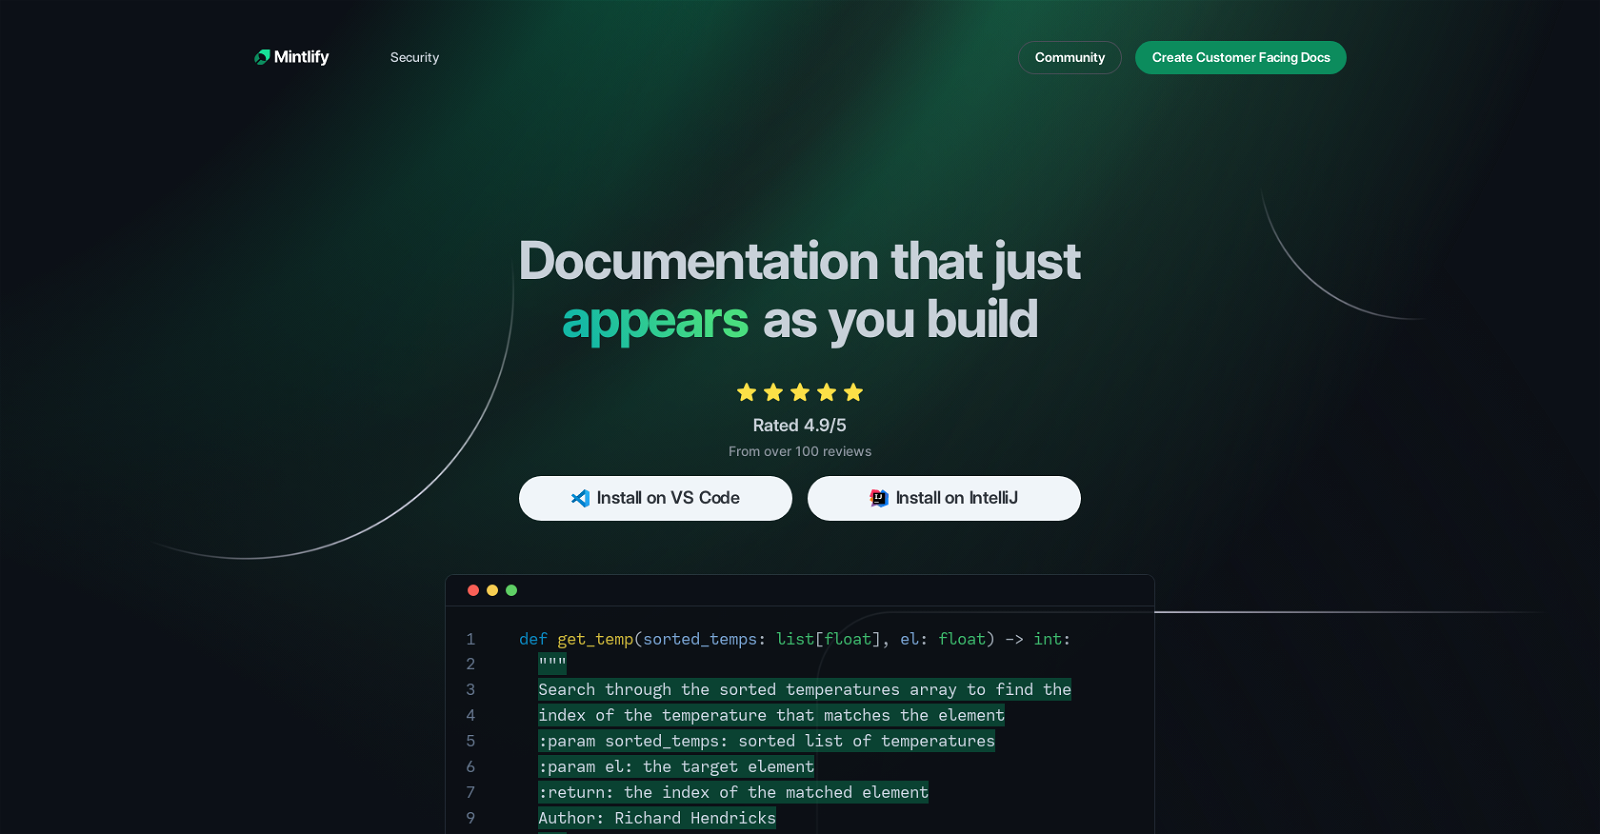 Mintlify
Security
Community
Create Customer Facing Docs
Documentation that just
appears as you build
Rated 4.9/5
From over 100 reviews
Install on VS Code
Install on IntelliJ
1 def get_temp(sorted_temps: list[float], el: float) -> int:
2 """
3 Search through the sorted temperatures array to find the
4 index of the temperature that matches the element
5 :param sorted_temps: sorted list of temperatures
6 :param el: the target element
7 :return: the index of the matched element
9 Author: Richard Hendricks